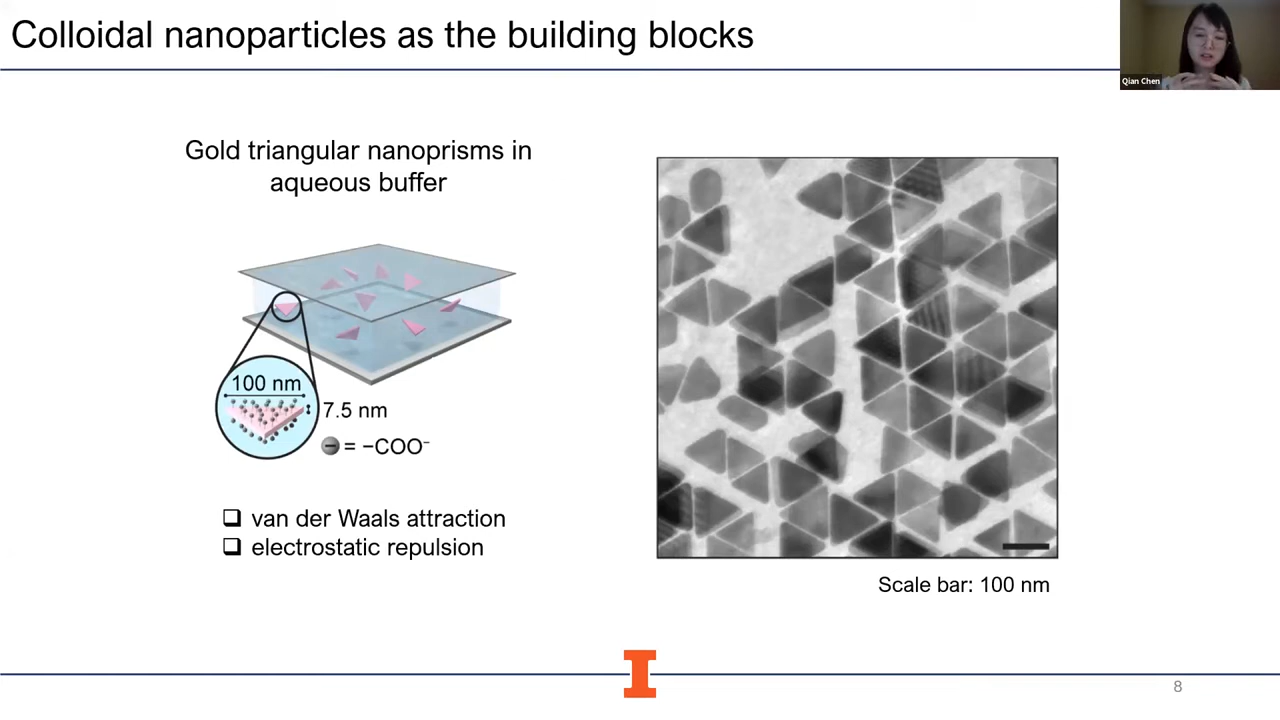 Colloidal nanoparticles as the building blocks
Qian Chen
Gold triangular nanoprisms in
aqueous buffer
100 nm
7.5 nm
= −COO⁻
❑ van der Waals attraction
❑ electrostatic repulsion
Scale bar: 100 nm
I
8